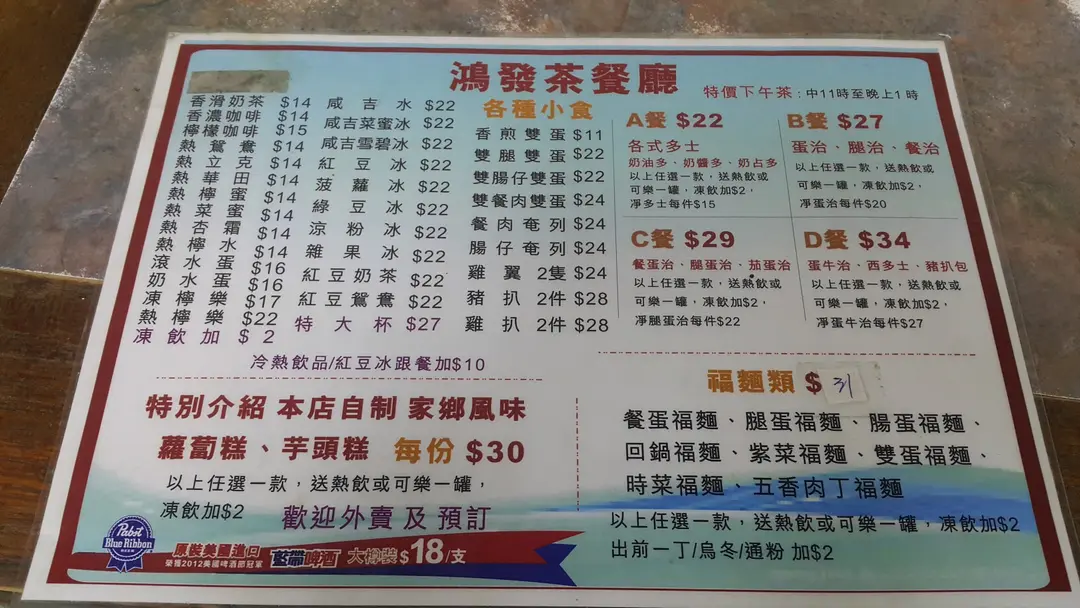 鴻發茶餐廳
特價下午茶：中11時至晚上1時
香滑奶茶 $14
香濃咖啡 $14
檸檬咖啡 $15
熱鴛鴦 $14
熱立克 $14
熱華田 $14
熱檸蜜 $14
熱菜蜜 $14
熱杏霜 $14
熱檸水 $14
滾水蛋 $16
奶水蛋 $16
凍檸樂 $17
熱檸樂 $22
凍飲加 $ 2
咸吉水 $22
咸吉菜蜜冰 $22
咸吉雪碧冰 $22
紅豆冰 $22
菠蘿冰 $22
綠豆冰 $22
涼粉冰 $22
雜果冰 $22
紅豆奶茶 $22
紅豆鴛鴦 $22
特大杯 $27
冷熱飲品/紅豆冰跟餐加$10
各種小食
香煎雙蛋 $11
雙腿雙蛋 $22
雙腸仔雙蛋 $22
雙餐肉雙蛋 $24
餐肉奄列 $24
腸仔奄列 $24
雞翼 2隻 $24
豬扒 2件 $28
雞扒 2件 $28
A餐 $22
各式多士
奶油多、奶醬多、奶占多
以上任選一款，送熱飲或
可樂一罐，凍飲加$2，
淨多士每件$15
B餐 $27
蛋治、腿治、餐治
以上任選一款，送熱飲或
可樂一罐，凍飲加$2，
淨蛋治每件$20
C餐 $29
餐蛋治、腿蛋治、茄蛋治
以上任選一款，送熱飲或
可樂一罐，凍飲加$2，
淨腿蛋治每件$22
D餐 $34
蛋牛治、西多士、豬扒包
以上任選一款，送熱飲或
可樂一罐，凍飲加$2，
淨蛋牛治每件$27
特別介紹 本店自制 家鄉風味
蘿蔔糕、芋頭糕 每份 $30
以上任選一款，送熱飲或可樂一罐，
凍飲加$2
歡迎外賣 及 預訂
福麵類 $ 31
餐蛋福麵、腿蛋福麵、腸蛋福麵、
回鍋福麵、紫菜福麵、雙蛋福麵、
時菜福麵、五香肉丁福麵
以上任選一款，送熱飲或可樂一罐，凍飲加$2
出前一丁/烏冬/通粉 加$2
Pabst
Blue Ribbon
原裝美國進口
榮獲2012美國啤酒節冠軍
藍帶啤酒 大樽裝$18/支